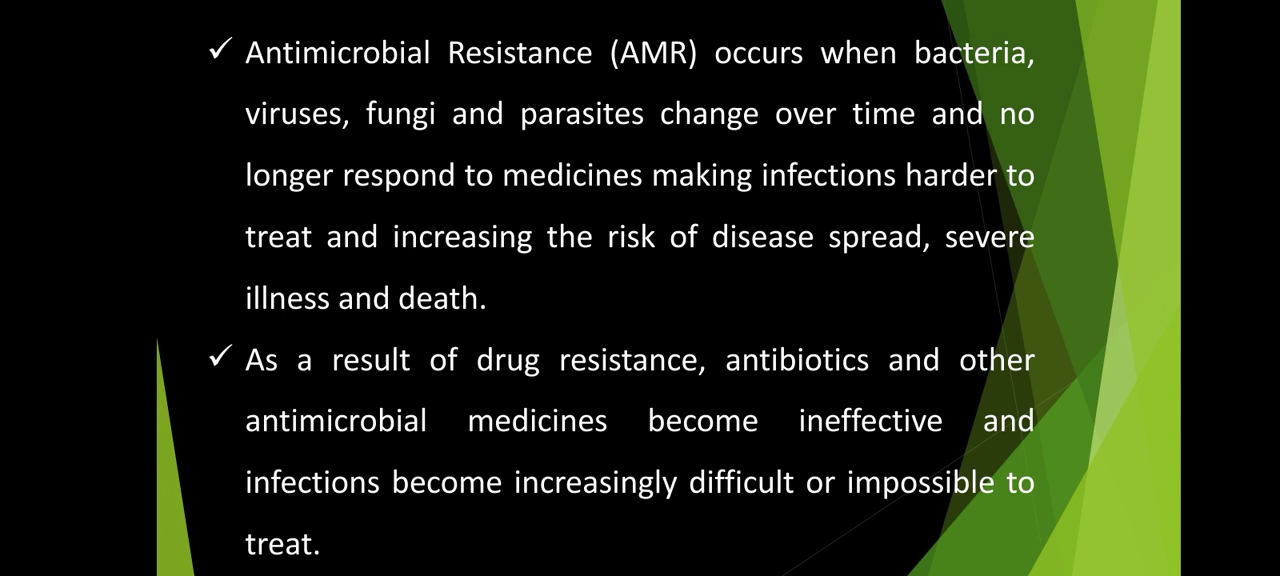 ✓ Antimicrobial Resistance (AMR) occurs when bacteria,
viruses, fungi and parasites change over time and no
longer respond to medicines making infections harder to
treat and increasing the risk of disease spread, severe
illness and death.
✓ As a result of drug resistance, antibiotics and other
antimicrobial medicines become ineffective and
infections become increasingly difficult or impossible to
treat.